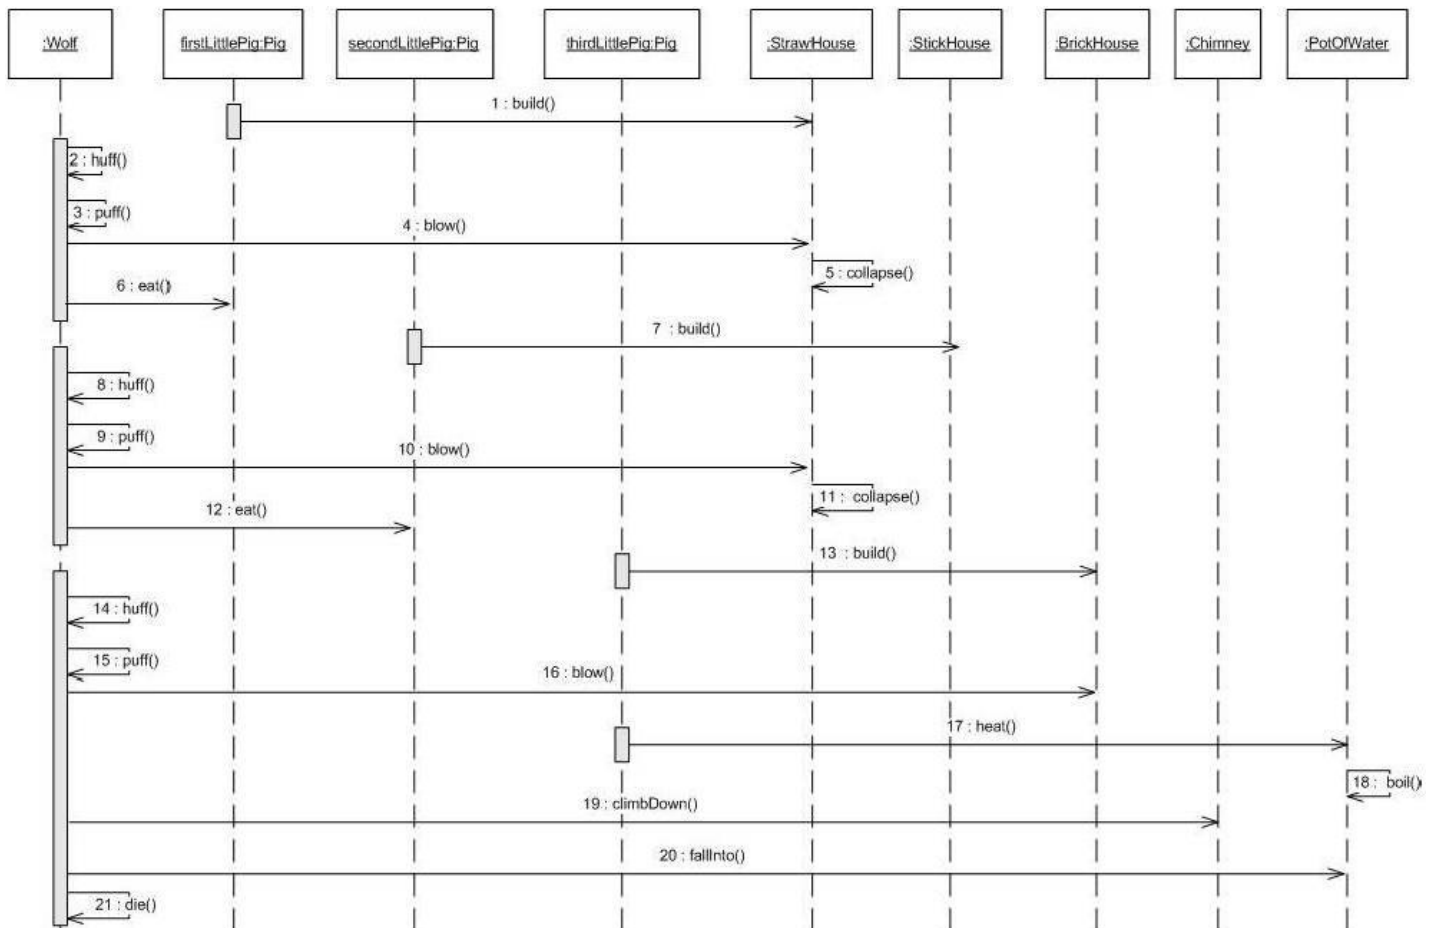 :Wolf firstLittlePig:Pig secondLittlePig:Pig thirdLittlePig:Pig :StrawHouse :StickHouse :BrickHouse :Chimney :PotOfWater
1 : build()
2 : huff()
3 : puff()
4 : blow()
5 : collapse()
6 : eat()
7 : build()
8 : huff()
9 : puff()
10 : blow()
11 : collapse()
12 : eat()
13 : build()
14 : huff()
15 : puff()
16 : blow()
17 : heat()
18 : boil()
19 : climbDown()
20 : fallInto()
21 : die()